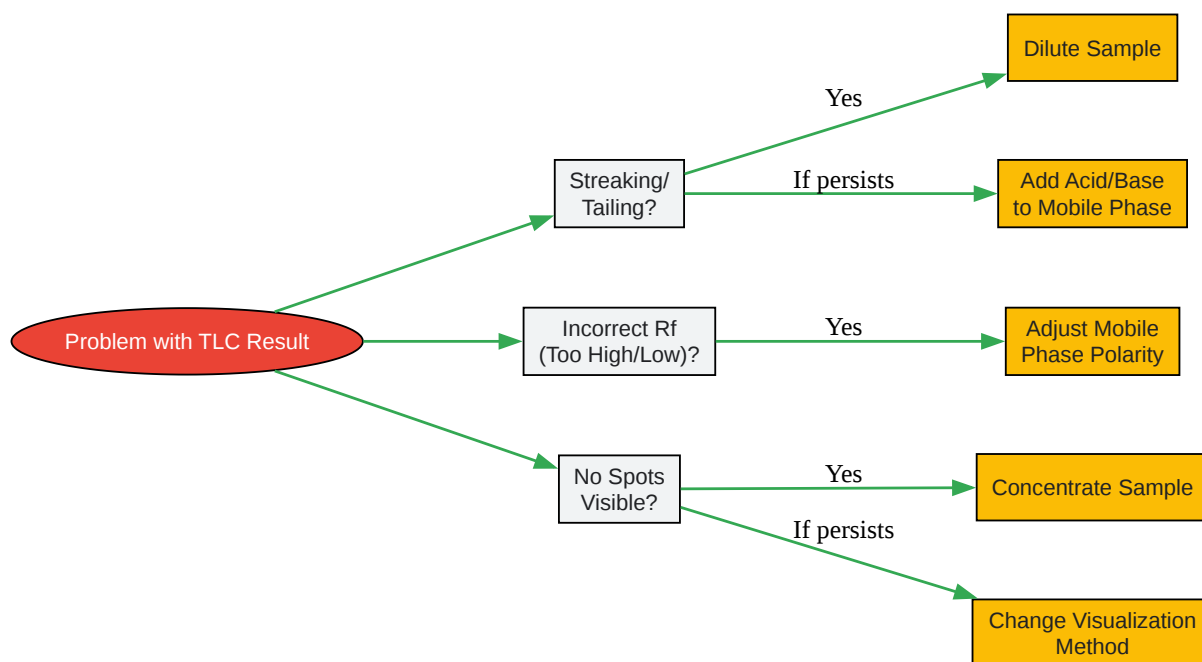 Dilute Sample
Yes
Streaking/
Tailing?
If persists
Add Acid/Base
to Mobile Phase
Problem with TLC Result
Incorrect Rf
(Too High/Low)?
Yes
Adjust Mobile
Phase Polarity
No Spots
Visible?
Yes
Concentrate Sample
If persists
Change Visualization
Method